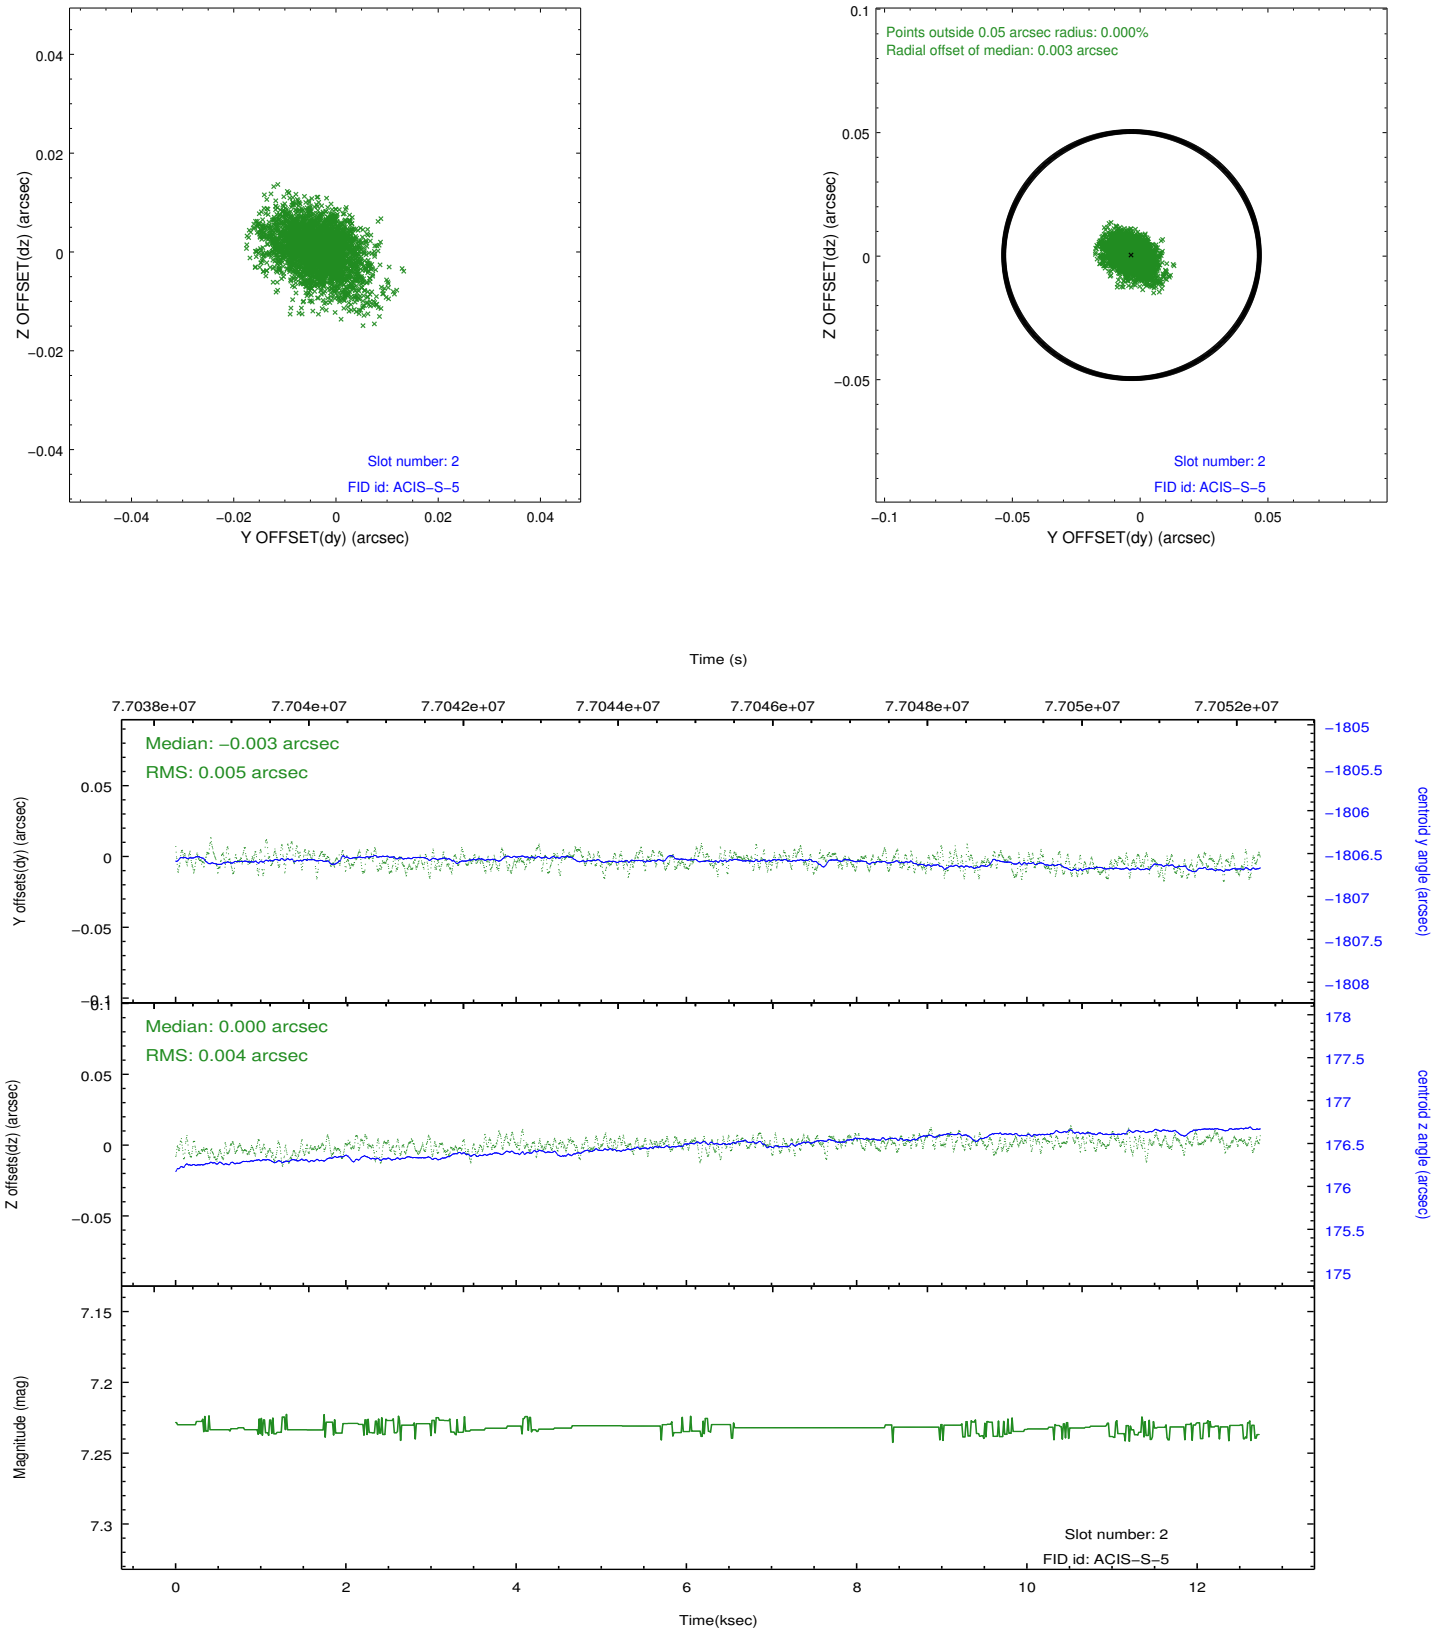 0.04
0.02
0
−0.02
−0.04
Z OFFSET(dz) (arcsec)
Slot number: 2
FID id: ACIS−S−5
−0.04
−0.02
0
0.02
0.04
Y OFFSET(dy) (arcsec)
0.1
0.05
0
−0.05
Z OFFSET(dz) (arcsec)
Points outside 0.05 arcsec radius: 0.000%
Radial offset of median: 0.003 arcsec
Slot number: 2
FID id: ACIS−S−5
−0.1
−0.05
0
0.05
Y OFFSET(dy) (arcsec)
Time (s)
7.7038e+07
7.704e+07
7.7042e+07
7.7044e+07
7.7046e+07
7.7048e+07
7.705e+07
7.7052e+07
Median: −0.003 arcsec
RMS: 0.005 arcsec
0.05
0
−0.05
−0.1
Y offsets(dy) (arcsec)
−1805
−1805.5
−1806
−1806.5
−1807
−1807.5
−1808
centroid y angle (arcsec)
Median: 0.000 arcsec
RMS: 0.004 arcsec
0.1
0.05
0
−0.05
Z offsets(dz) (arcsec)
178
177.5
177
176.5
176
175.5
175
centroid z angle (arcsec)
7.15
7.2
7.25
7.3
Magnitude (mag)
Slot number: 2
FID id: ACIS−S−5
0
2
4
6
8
10
12
Time(ksec)